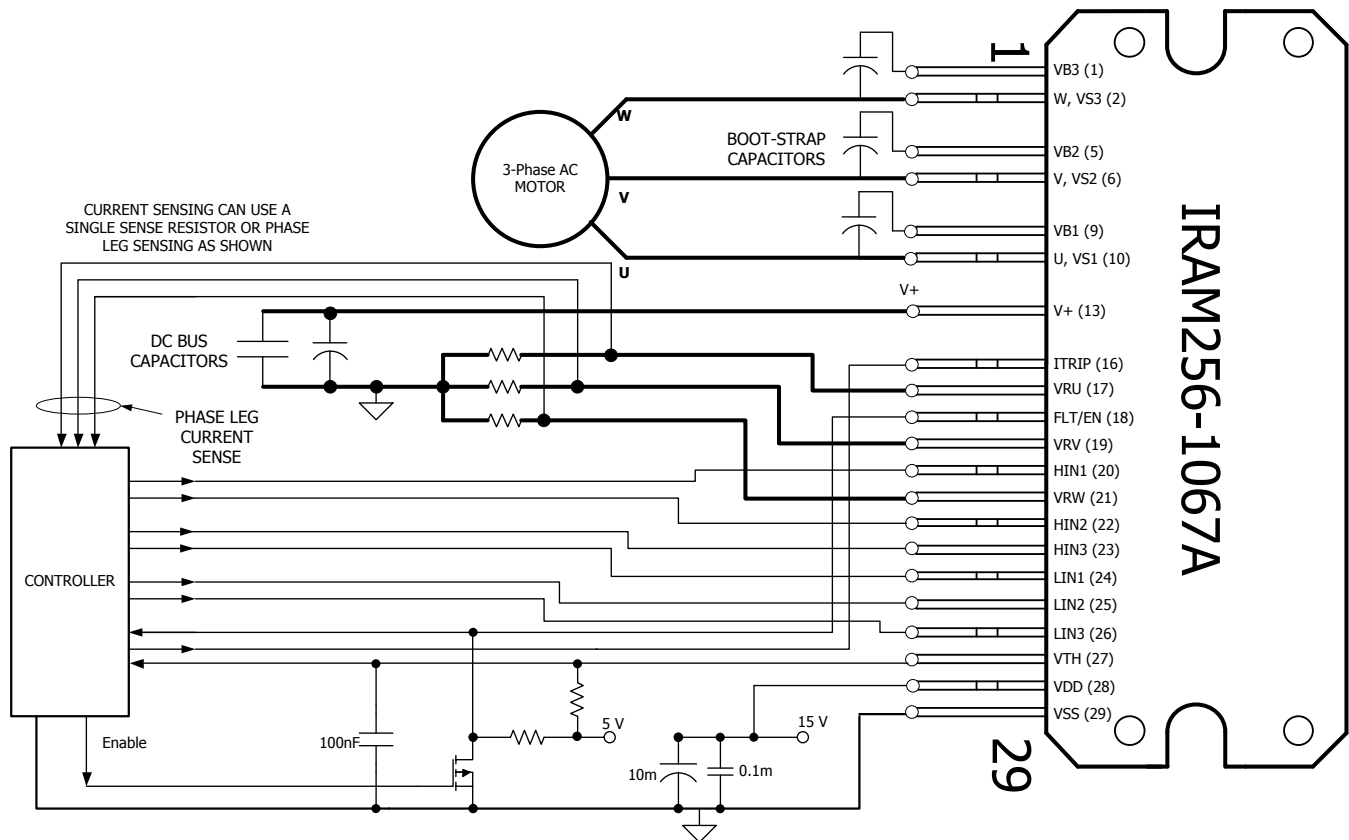 1
VB3 (1)
W, VS3 (2)
W
BOOT-STRAP
CAPACITORS
VB2 (5)
3-Phase AC
MOTOR
V, VS2 (6)
V
CURRENT SENSING CAN USE A
SINGLE SENSE RESISTOR OR PHASE
LEG SENSING AS SHOWN
VB1 (9)
U, VS1 (10)
U
V+
V+ (13)
DC BUS
CAPACITORS
ITRIP (16)
VRU (17)
PHASE LEG
CURRENT
SENSE
FLT/EN (18)
VRV (19)
HIN1 (20)
VRW (21)
HIN2 (22)
HIN3 (23)
CONTROLLER
LIN1 (24)
LIN2 (25)
LIN3 (26)
VTH (27)
VDD (28)
VSS (29)
IRAM256-1067A
5 V
15 V
Enable
100nF
10m
0.1m
29